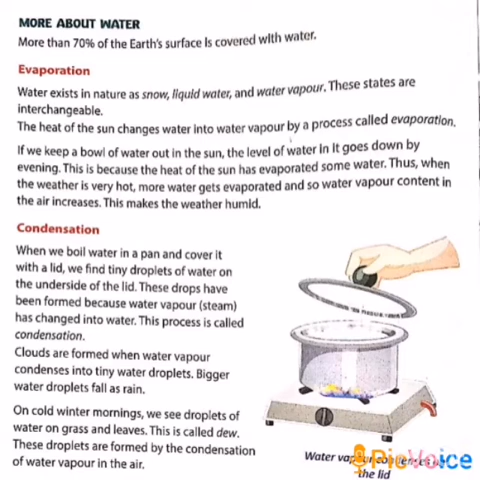 MORE ABOUT WATER
More than 70% of the Earth's surface is covered with water.
Evaporation
Water exists in nature as snow, liquid water, and water vapour. These states are
interchangeable.
The heat of the sun changes water into water vapour by a process called evaporation.
If we keep a bowl of water out in the sun, the level of water in it goes down by
evening. This is because the heat of the sun has evaporated some water. Thus, when
the weather is very hot, more water gets evaporated and so water vapour content in
the air increases. This makes the weather humid.
Condensation
When we boil water in a pan and cover it
with a lid, we find tiny droplets of water on
the underside of the lid. These drops have
been formed because water vapour (steam)
has changed into water. This process is called
condensation.
Clouds are formed when water vapour
condenses into tiny water droplets. Bigger
water droplets fall as rain.
On cold winter mornings, we see droplets of
water on grass and leaves. This is called dew.
These droplets are formed by the condensation
of water vapour in the air.
Water
the lid
PicVoice